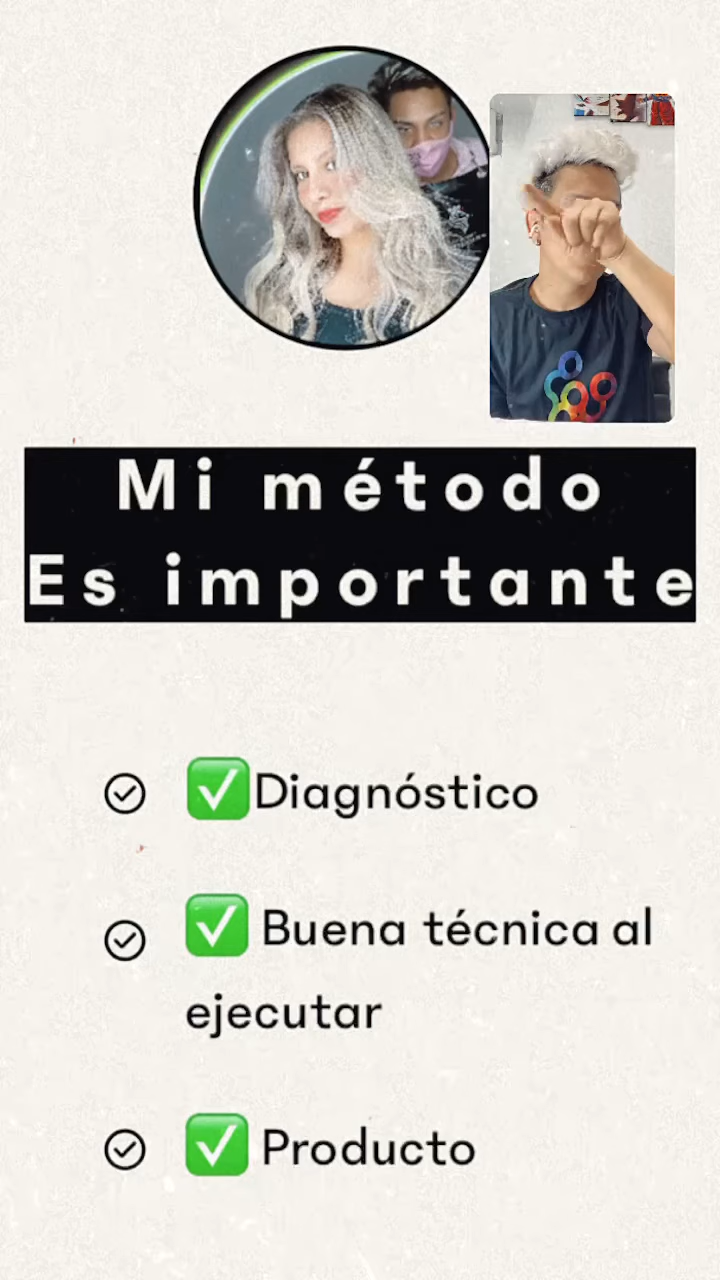 Mi método
Es importante
✅Diagnóstico
✅ Buena técnica al
ejecutar
✅ Producto